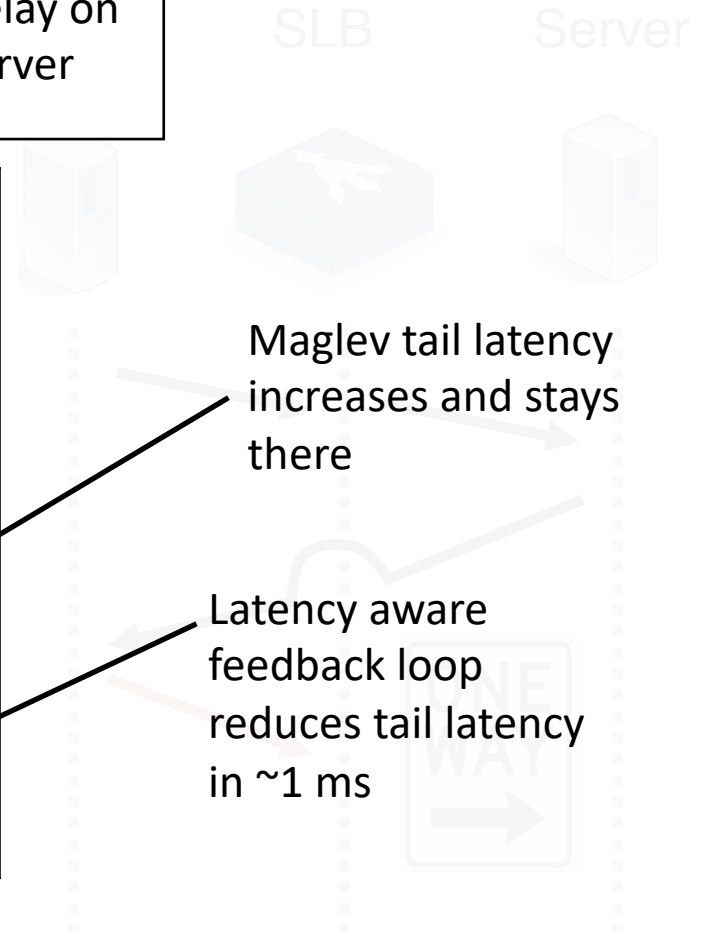 elay on
rver
SLB
Server
Maglev tail latency
increases and stays
there
Latency aware
feedback loop
reduces tail latency
in ~1 ms
ONE
WAY